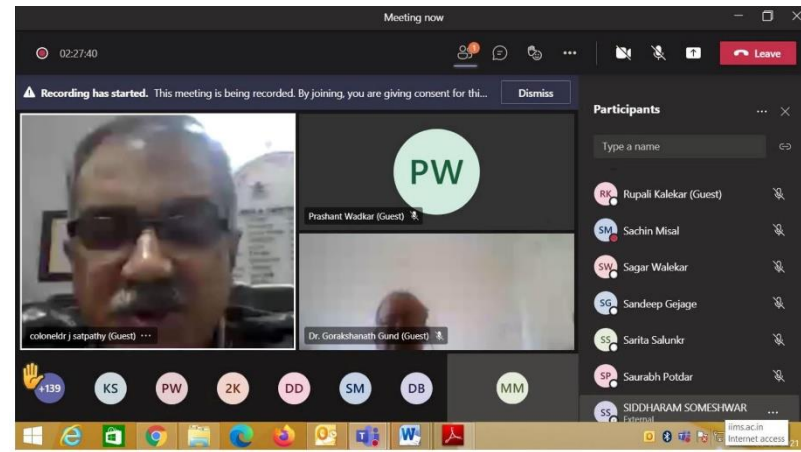 Meeting now
02:27:40
1
Leave
Recording has started. This meeting is being recorded. By joining, you are giving consent for thi...
Dismiss
PW
Prashant Wadkar (Guest)
coloneldr j satpathy (Guest) ...
Dr. Gorakshanath Gund (Guest)
+139
KS
PW
2K
DD
SM
DB
MM
Participants
Type a name
RK Rupali Kalekar (Guest)
SM Sachin Misal
SW Sagar Walekar
SG Sandeep Gejage
SS Sarita Salunkr
SP Saurabh Potdar
SS SIDDHARAM SOMESHWAR
External
iims.ac.in
Internet access
21